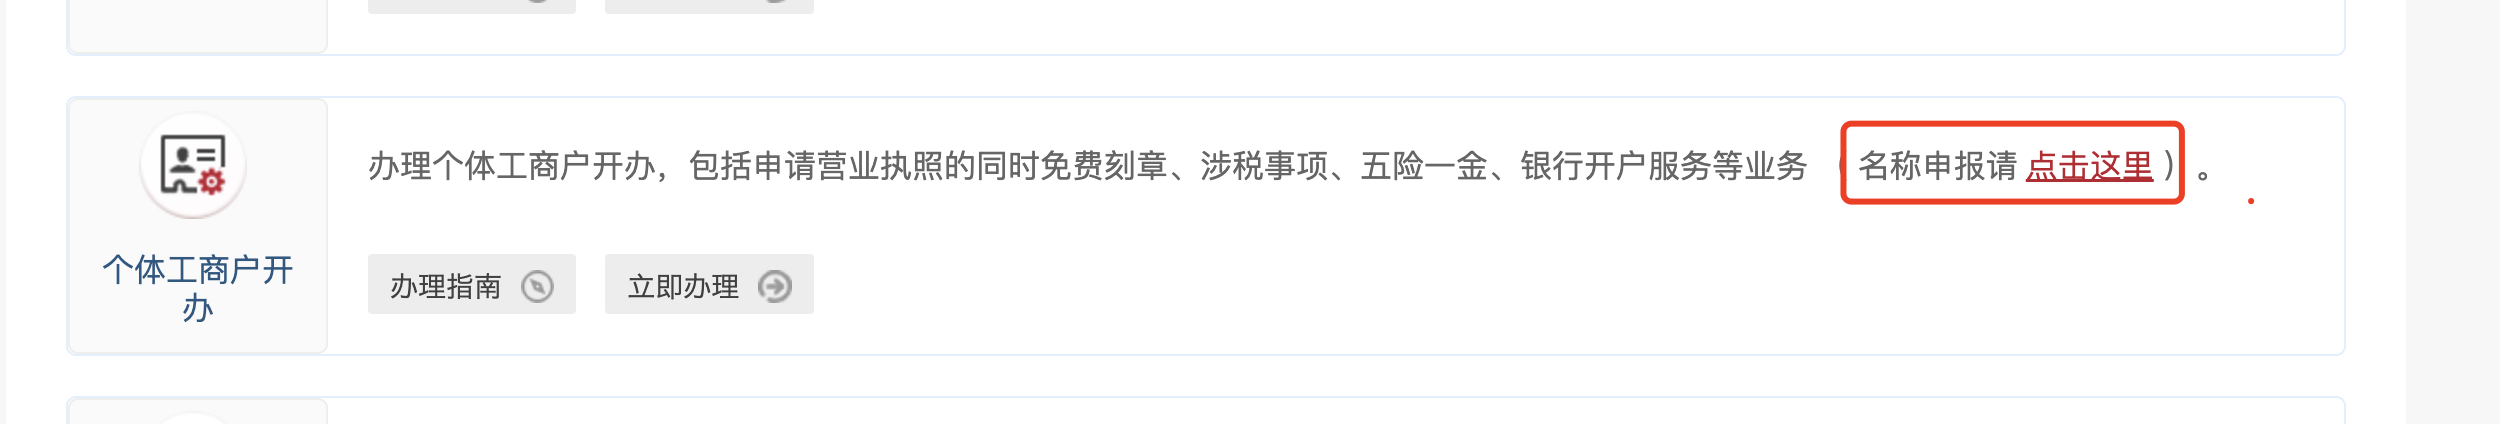 办理个体工商户开办，包括申请营业执照的同时免费刻章、涉税事项、五险一金、银行开户服务等业务（名称申报请点击这里）。
个体工商户开
办
办理指南
立即办理